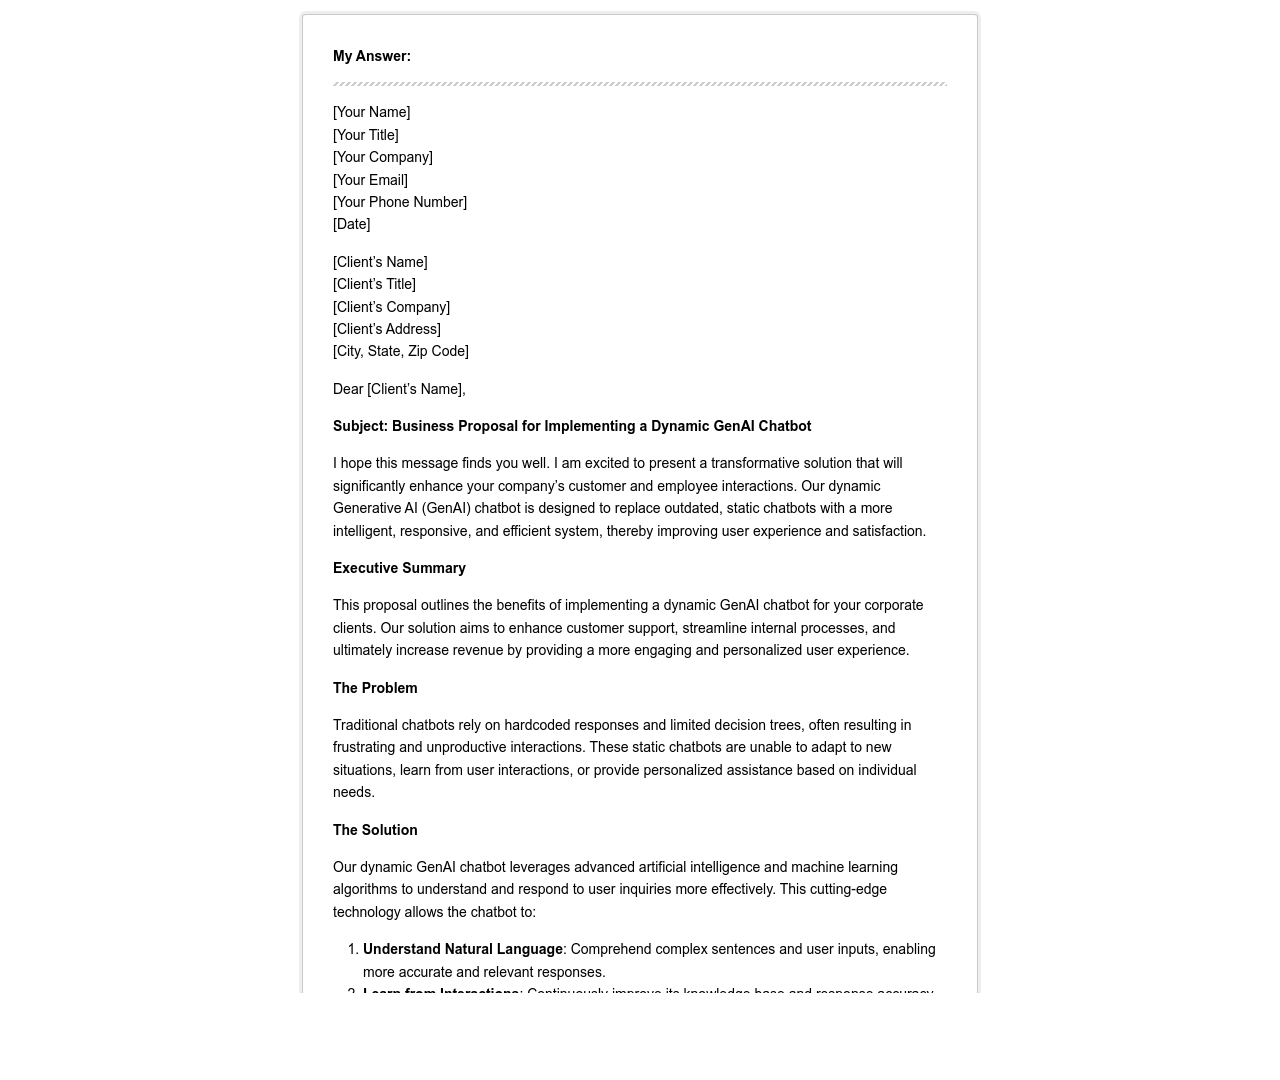 My Answer:
[Your Name]
[Your Title]
[Your Company]
[Your Email]
[Your Phone Number]
[Date]
[Client’s Name]
[Client’s Title]
[Client’s Company]
[Client’s Address]
[City, State, Zip Code]
Dear [Client’s Name],
Subject: Business Proposal for Implementing a Dynamic GenAI Chatbot
I hope this message finds you well. I am excited to present a transformative solution that will
significantly enhance your company’s customer and employee interactions. Our dynamic
Generative AI (GenAI) chatbot is designed to replace outdated, static chatbots with a more
intelligent, responsive, and efficient system, thereby improving user experience and satisfaction.
Executive Summary
This proposal outlines the benefits of implementing a dynamic GenAI chatbot for your corporate
clients. Our solution aims to enhance customer support, streamline internal processes, and
ultimately increase revenue by providing a more engaging and personalized user experience.
The Problem
Traditional chatbots rely on hardcoded responses and limited decision trees, often resulting in
frustrating and unproductive interactions. These static chatbots are unable to adapt to new
situations, learn from user interactions, or provide personalized assistance based on individual
needs.
The Solution
Our dynamic GenAI chatbot leverages advanced artificial intelligence and machine learning
algorithms to understand and respond to user inquiries more effectively. This cutting-edge
technology allows the chatbot to:
1. Understand Natural Language: Comprehend complex sentences and user inputs, enabling
more accurate and relevant responses.
2. Learn from Interactions: Continuously improve its knowledge base and response accuracy